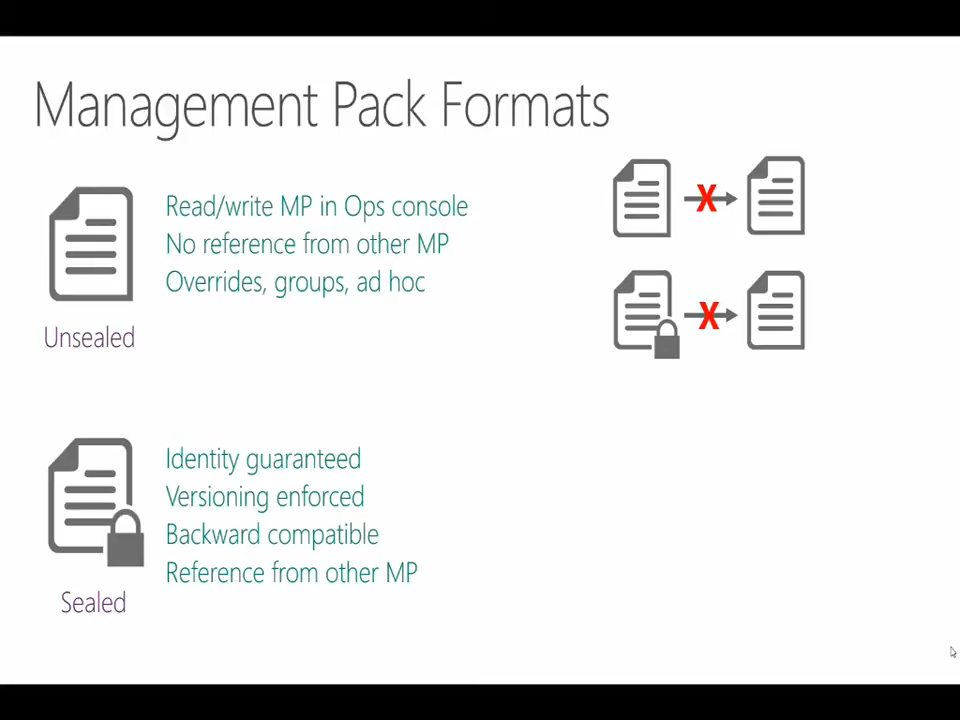 Management Pack Formats
Read/write MP in Ops console
No reference from other MP
Overrides, groups, ad hoc
Unsealed
X
X
Identity guaranteed
Versioning enforced
Backward compatible
Reference from other MP
Sealed